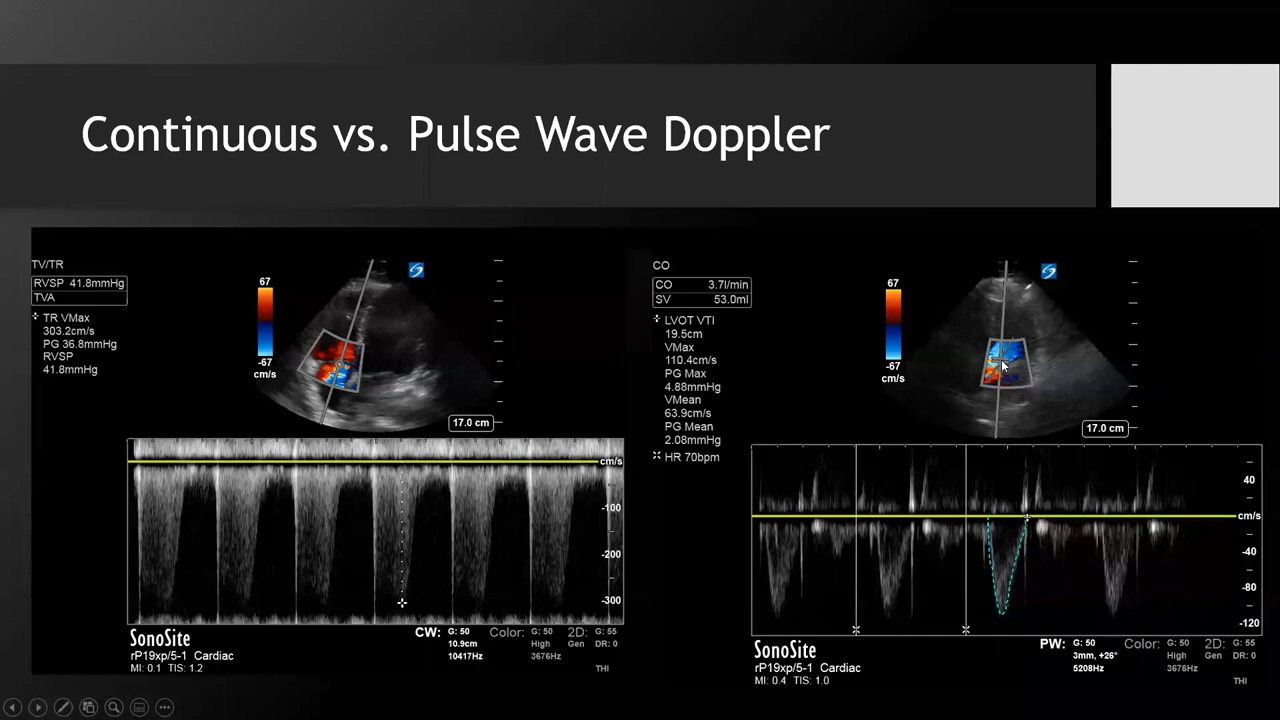 Continuous vs. Pulse Wave Doppler
TV/TR
RVSP 41.8mmHg
TVA
TR VMax
303.2cm/s
PG 36.8mmHg
RVSP
41.8mmHg
67
-67
cm/s
17.0 cm
cm/s
-100
-200
-300
SonoSite
rP19xp/5-1 Cardiac
MI: 0.1 TIS: 1.2
CW: G: 50
10.9cm
10417Hz
Color: G: 50
High
3676Hz
2D: G: 55
Gen DR: 0
THI
CO
CO 3.7l/min
SV 53.0ml
LVOT VTI
19.5cm
VMax
110.4cm/s
PG Max
4.88mmHg
VMean
63.9cm/s
PG Mean
2.08mmHg
HR 70bpm
67
-67
cm/s
17.0 cm
40
cm/s
-40
-80
-120
SonoSite
rP19xp/5-1 Cardiac
MI: 0.4 TIS: 1.0
PW: G: 50
3mm, +26°
5208Hz
Color: G: 50
High
3676Hz
2D: G: 55
Gen DR: 0
THI